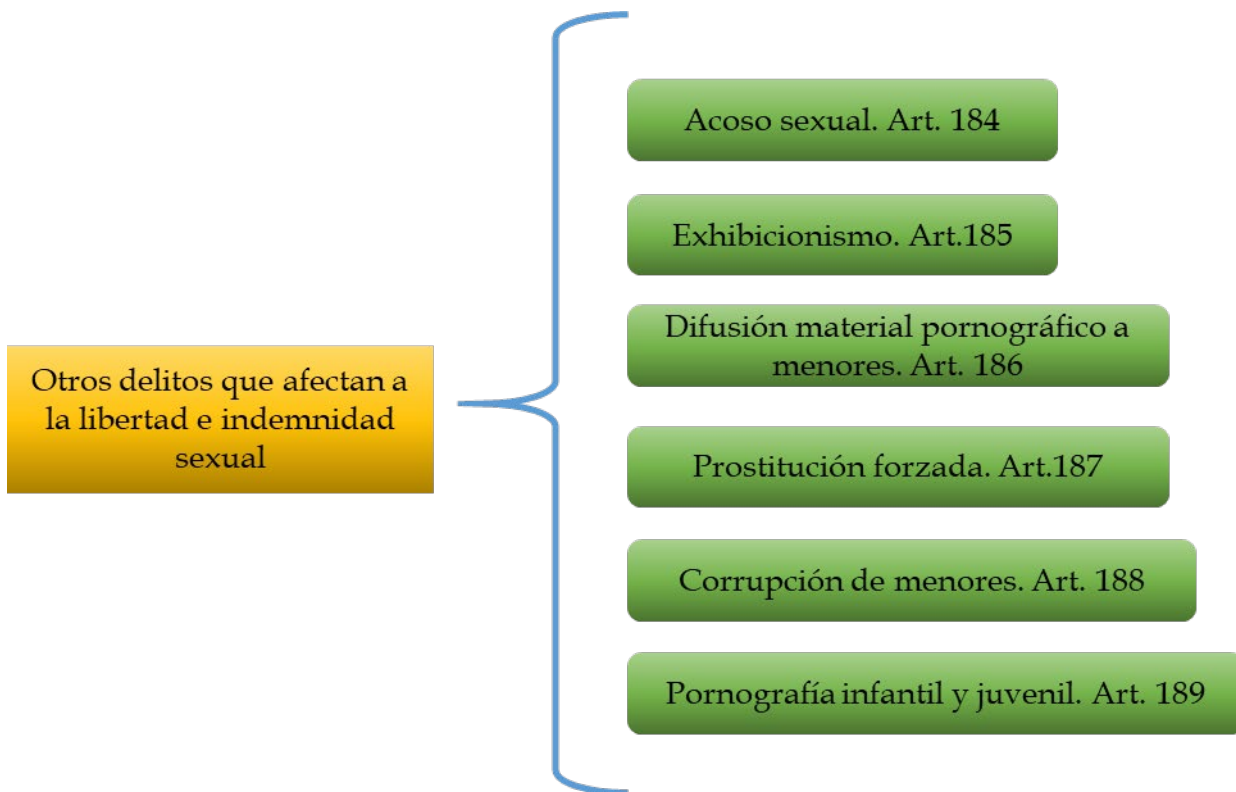 Otros delitos que afectan a
la libertad e indemnidad
sexual
Acoso sexual. Art. 184
Exhibicionismo. Art.185
Difusión material pornográfico a
menores. Art. 186
Prostitución forzada. Art.187
Corrupción de menores. Art. 188
Pornografía infantil y juvenil. Art. 189